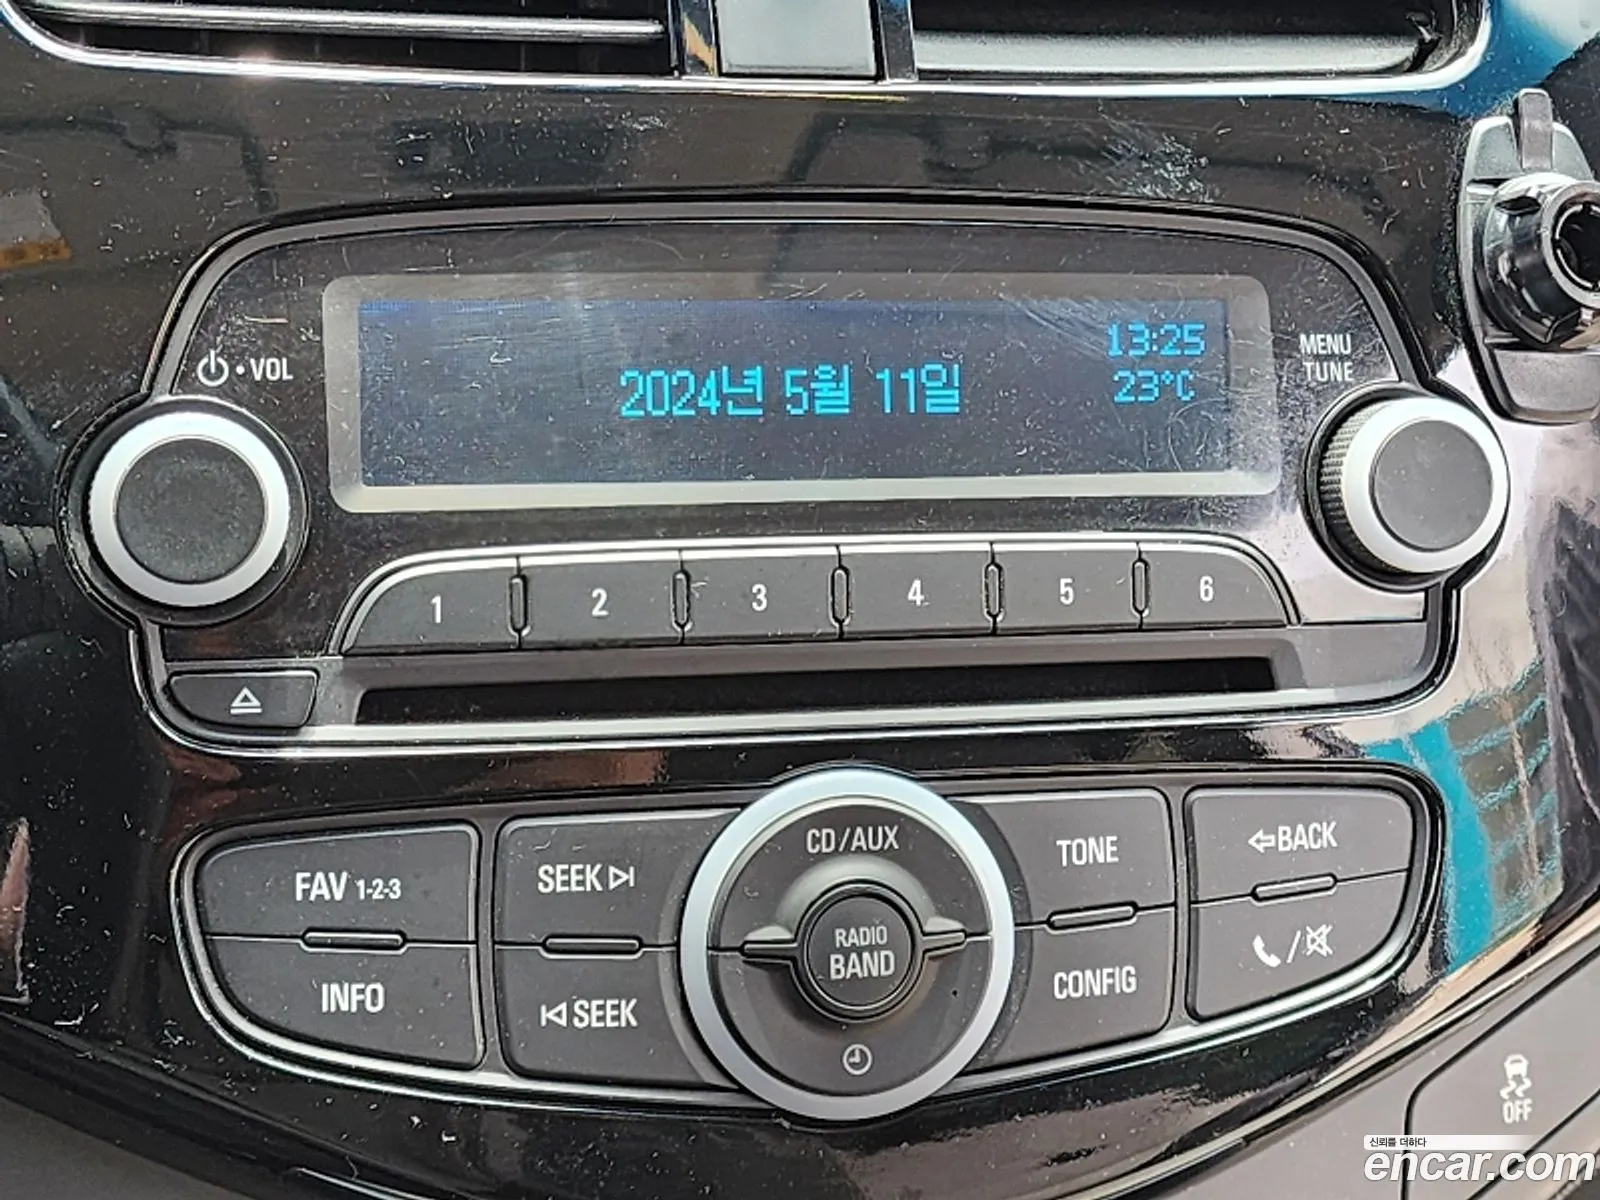 VOL
13:25
2024년 5월 11일
23°C
MENU
TUNE
1
2
3
4
5
6
CD/AUX
FAV 1-2-3
SEEK
TONE
BACK
RADIO
BAND
INFO
SEEK
CONFIG
/
OFF
신뢰를 더하다
encar.com